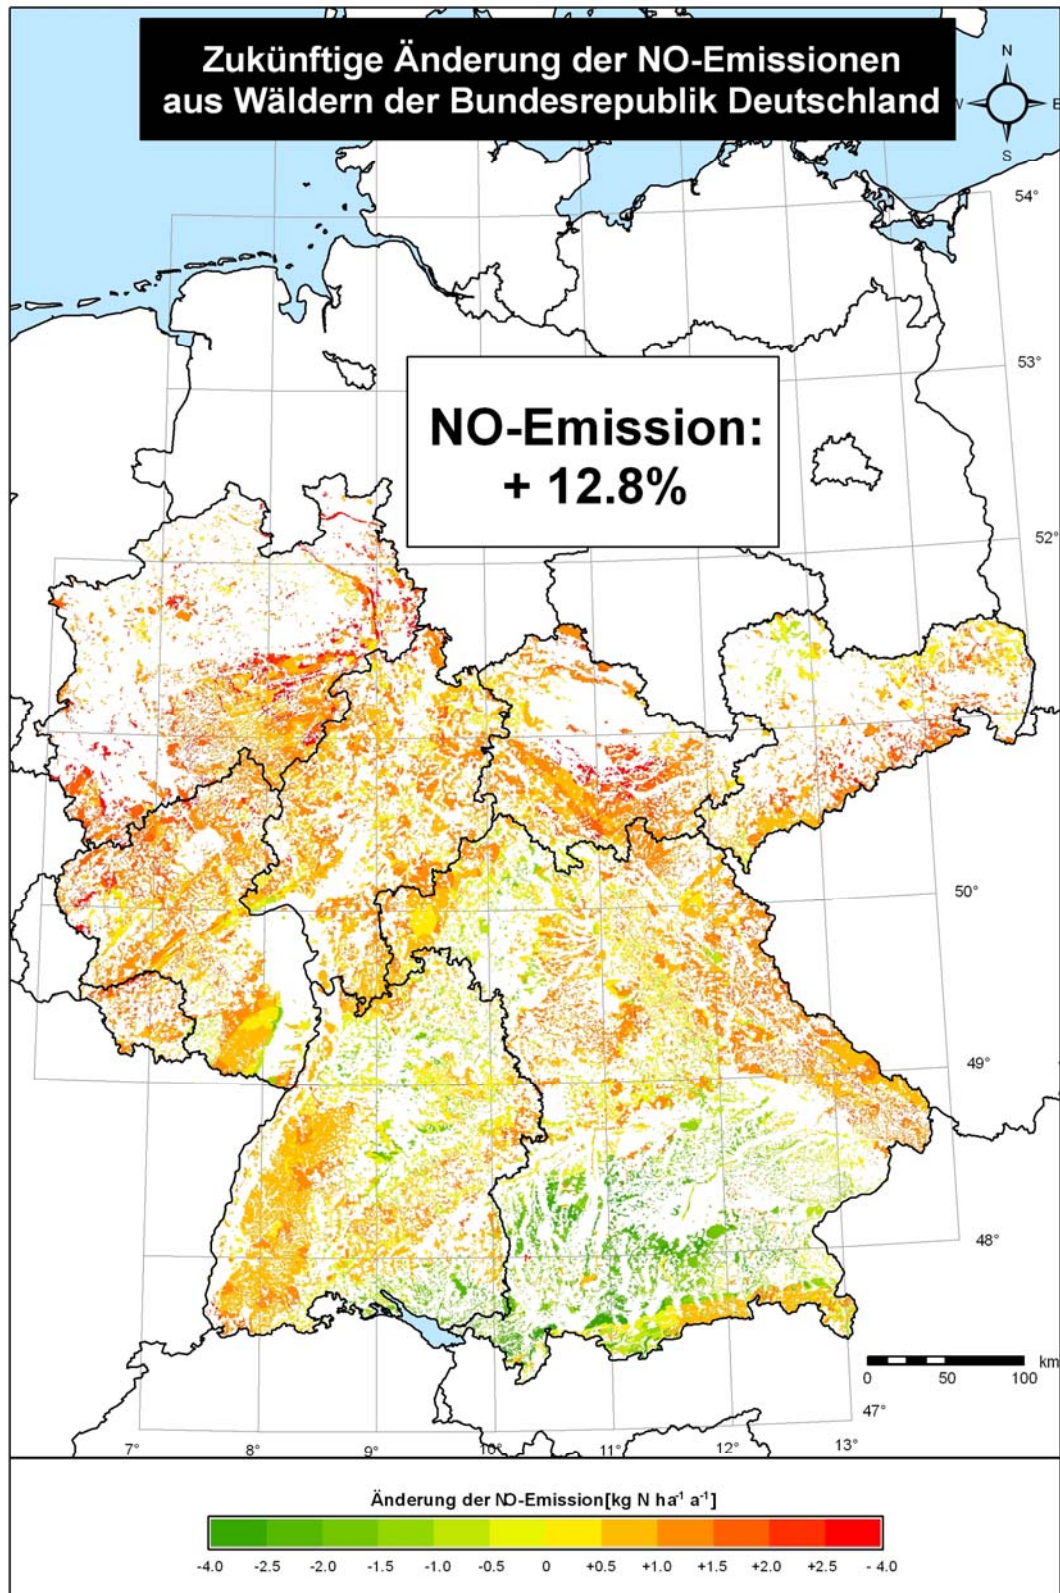 Zukünftige Änderung der NO-Emissionen
aus Wäldern der Bundesrepublik Deutschland
N
W
E
S
54°
53°
NO-Emission:
+ 12.8%
52°
50°
49°
48°
km
0 50 100
47°
7° 8° 9° 10° 11° 12° 13°
Änderung der NO-Emission[kg N ha⁻¹ a⁻¹]
-4.0 -2.5 -2.0 -1.5 -1.0 -0.5 0 +0.5 +1.0 +1.5 +2.0 +2.5 - 4.0